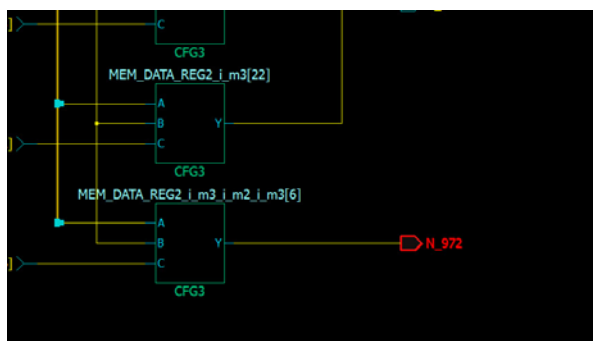 C
CFG3
MEM_DATA_REG2_i_m3[22]
A
B Y
C
CFG3
MEM_DATA_REG2_i_m3_i_m2_i_m3[6]
A
B Y N_972
C
CFG3